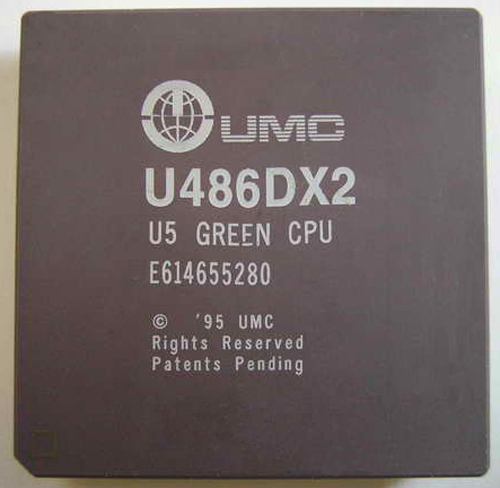 UMC
U486DX2
U5 GREEN CPU
E614655280
© '95 UMC
Rights Reserved
Patents Pending